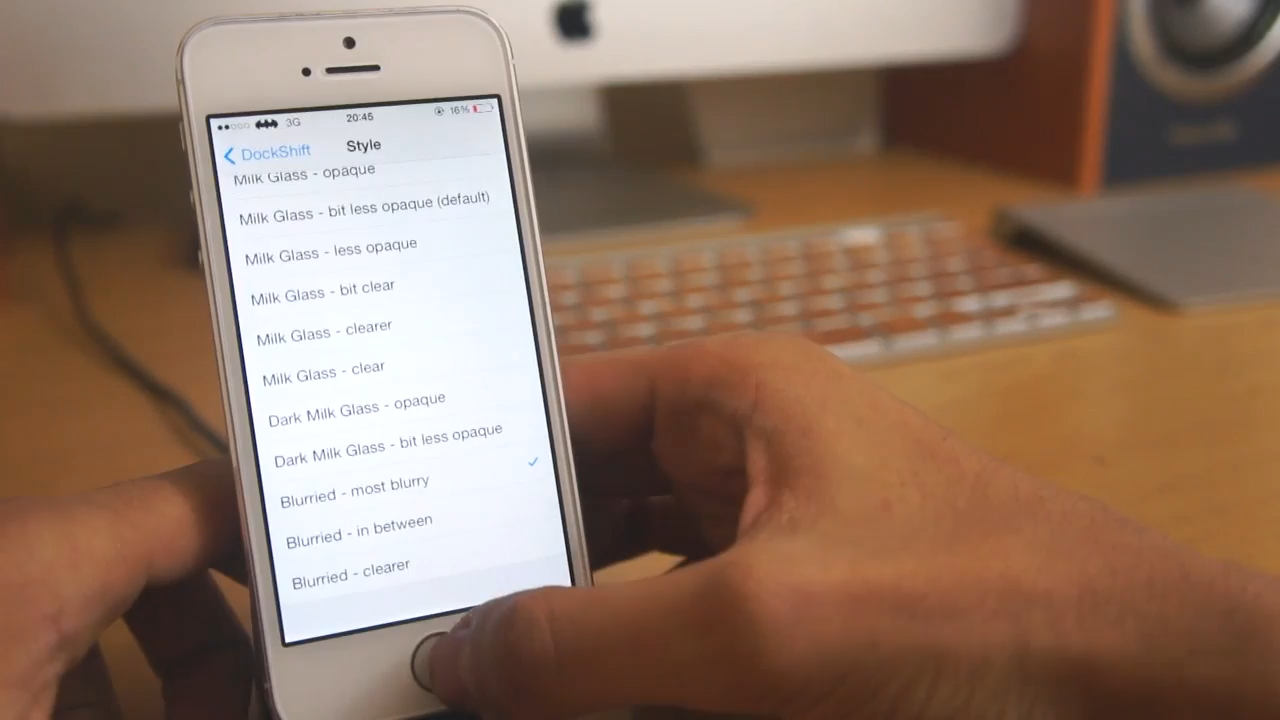 3G 20:45 16%
DockShift Style
Milk Glass - opaque
Milk Glass - bit less opaque (default)
Milk Glass - less opaque
Milk Glass - bit clear
Milk Glass - clearer
Milk Glass - clear
Dark Milk Glass - opaque
Dark Milk Glass - bit less opaque
Blurried - most blurry
Blurried - in between
Blurried - clearer